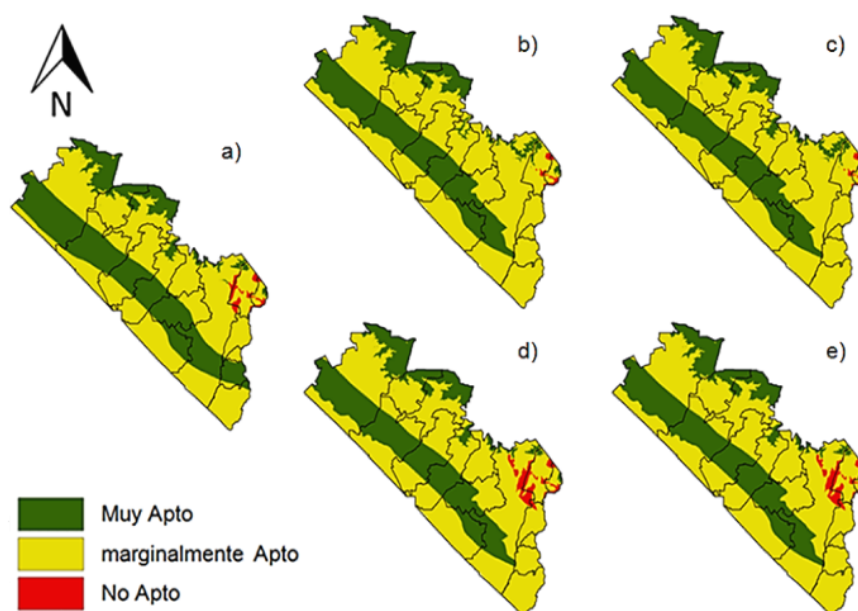 N
a)
b)
c)
d)
e)
Muy Apto
marginalmente Apto
No Apto